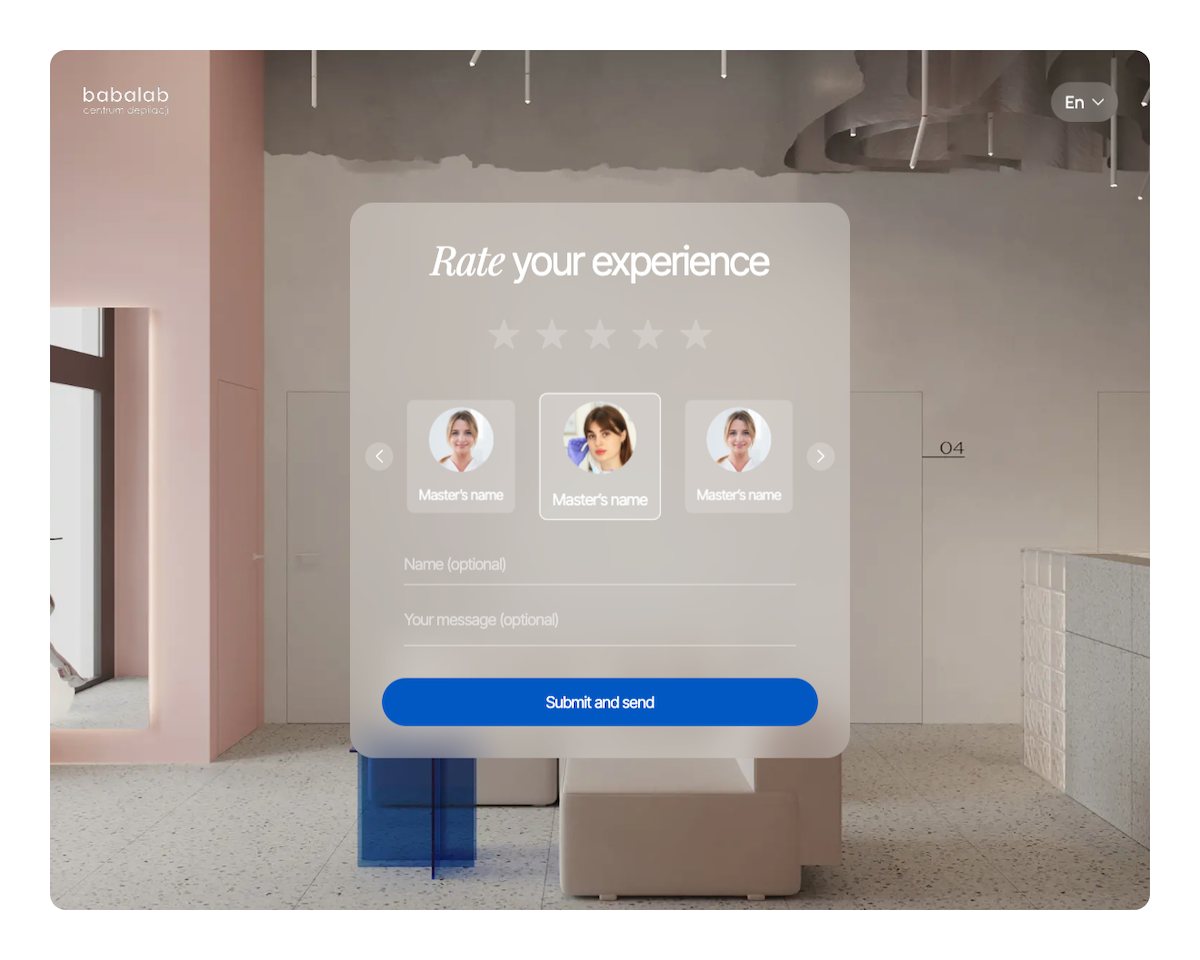 babalab
centrum depilacji
En
Rate your experience
Master's name
Master's name
Master's name
04
Name (optional)
Your message (optional)
Submit and send